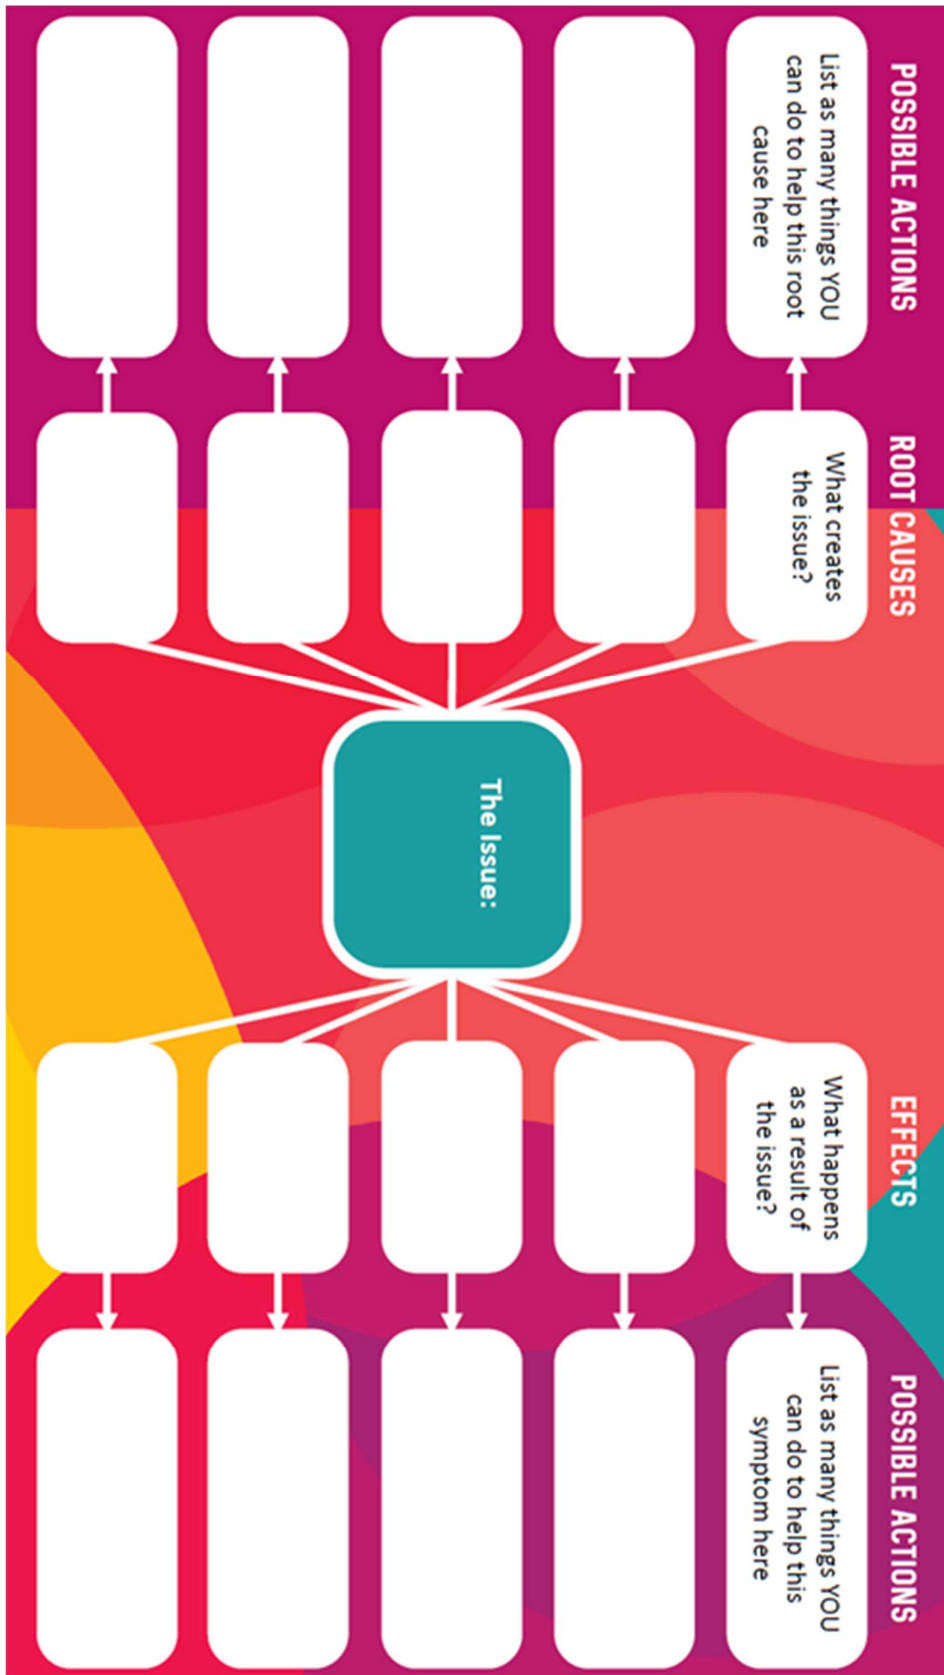 POSSIBLE ACTIONS
ROOT CAUSES
EFFECTS
POSSIBLE ACTIONS
List as many things YOU
can do to help this root
cause here
What creates
the issue?
The Issue:
What happens
as a result of
the issue?
List as many things YOU
can do to help this
symptom here